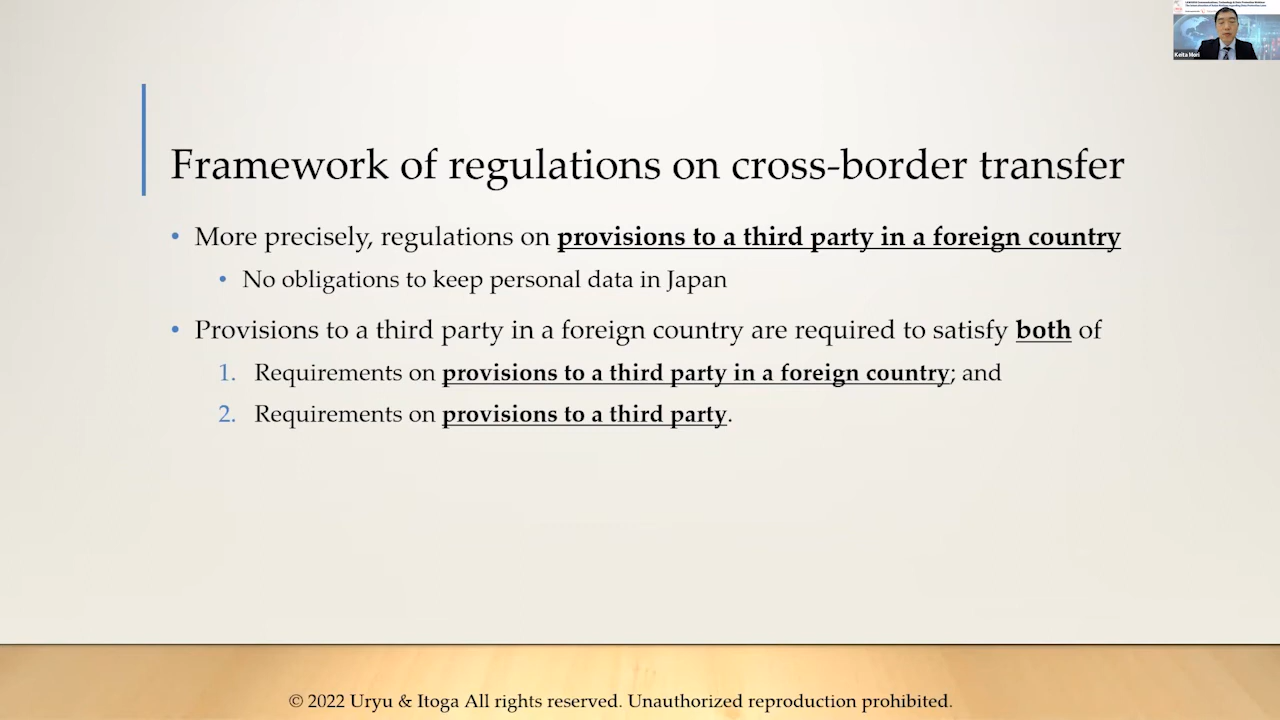 Framework of regulations on cross-border transfer
• More precisely, regulations on provisions to a third party in a foreign country
• No obligations to keep personal data in Japan
• Provisions to a third party in a foreign country are required to satisfy both of
1. Requirements on provisions to a third party in a foreign country; and
2. Requirements on provisions to a third party.
© 2022 Uryu & Itoga All rights reserved. Unauthorized reproduction prohibited.
Keita Mori